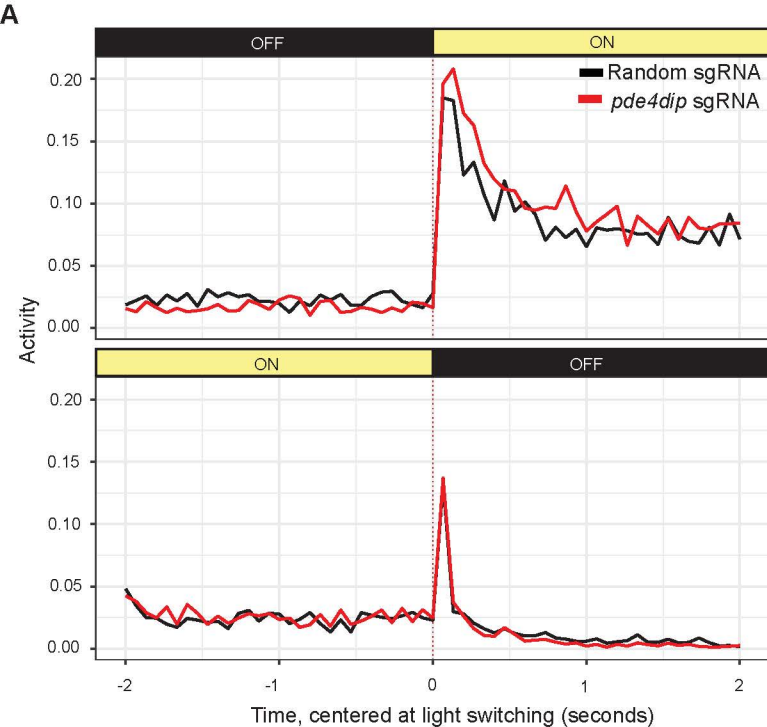 A
OFF ON
Random sgRNA
pde4dip sgRNA
0.20
0.15
0.10
0.05
0.00
Activity
ON OFF
0.20
0.15
0.10
0.05
0.00
-2 -1 0 1 2
Time, centered at light switching (seconds)